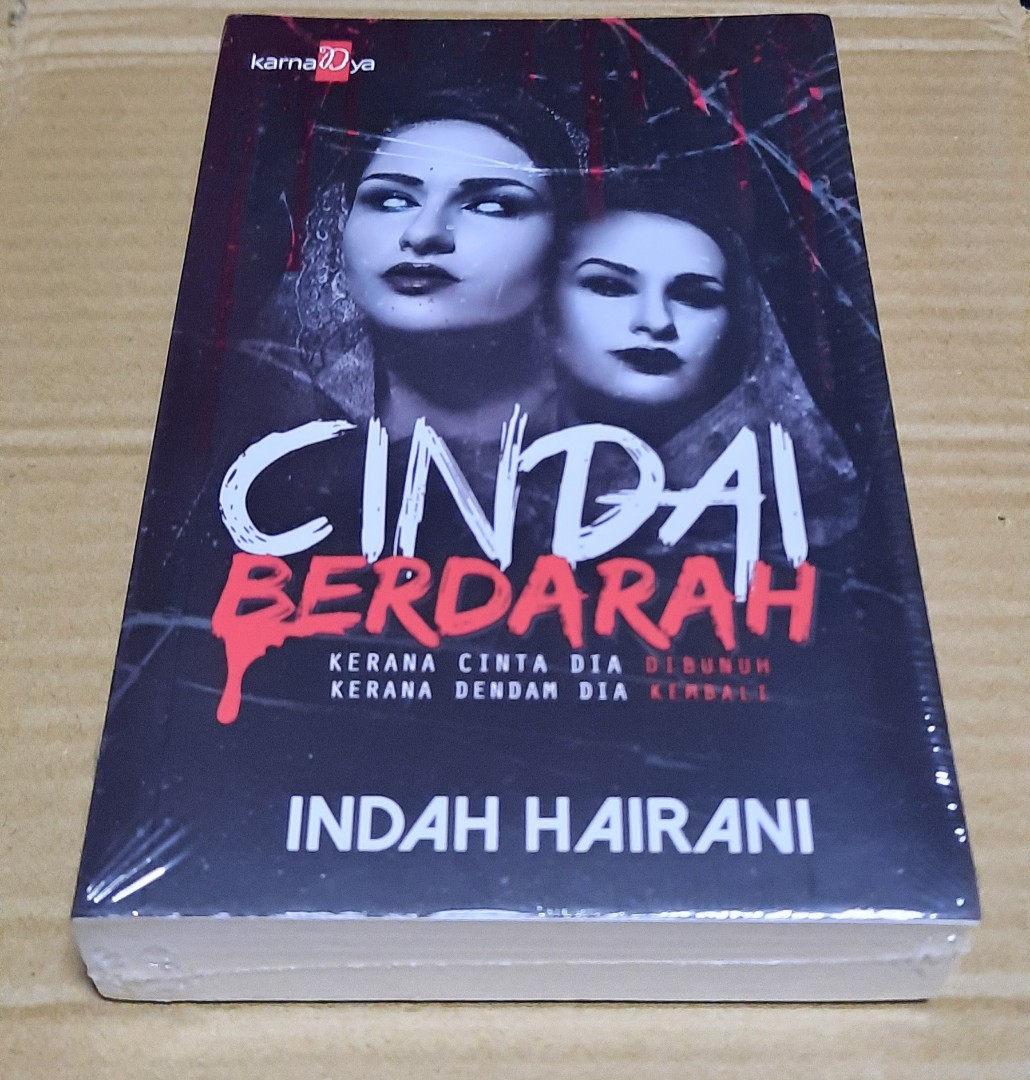 karnaDya
CINDAI
BERDARAH
KERANA CINTA DIA DIBUNUH
KERANA DENDAM DIA KEMBALI
INDAH HAIRANI